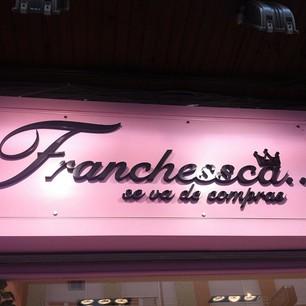 Franchessca...
se va de compras